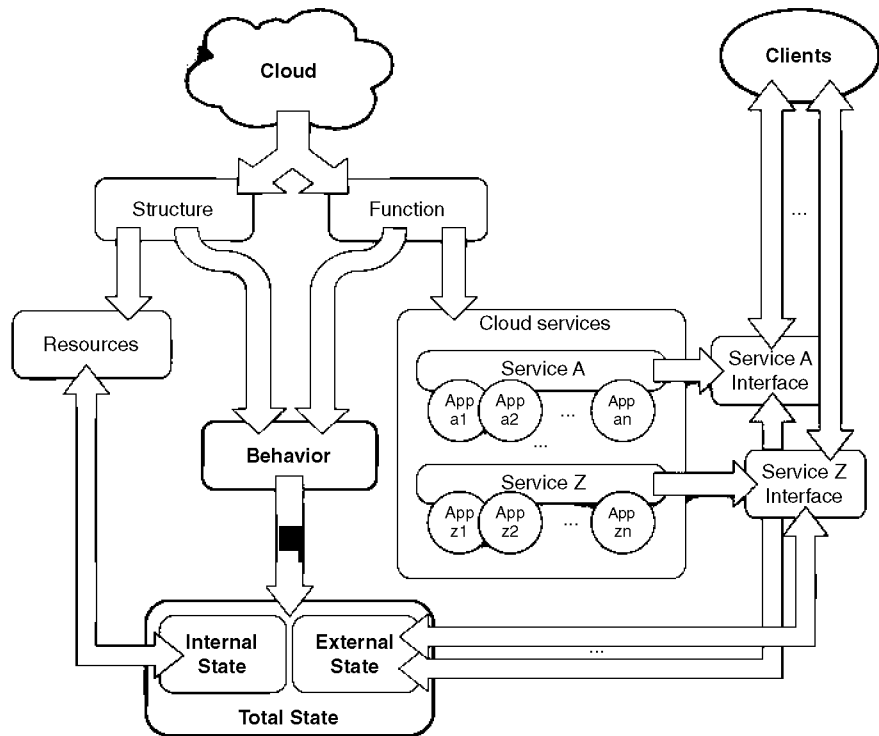 Cloud
Clients
Structure
Function
...
Resources
Cloud services
Service A
App
a1
App
a2
...
App
an
Service A
Interface
...
Behavior
Service Z
App
z1
App
z2
...
App
zn
Service Z
Interface
Internal
State
External
State
...
Total State